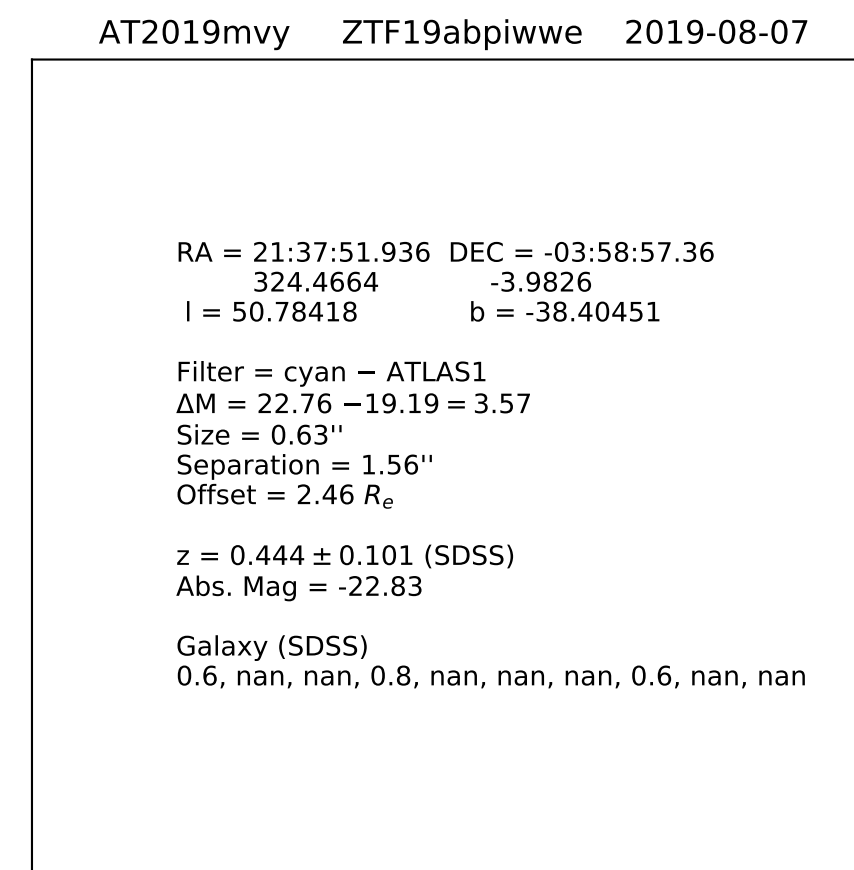 AT2019mvy ZTF19abpiwwe 2019-08-07
RA = 21:37:51.936 DEC = -03:58:57.36
324.4664 -3.9826
l = 50.78418 b = -38.40451
Filter = cyan − ATLAS1
ΔM = 22.76 −19.19 = 3.57
Size = 0.63''
Separation = 1.56''
Offset = 2.46 Rₑ
z = 0.444 ± 0.101 (SDSS)
Abs. Mag = -22.83
Galaxy (SDSS)
0.6, nan, nan, 0.8, nan, nan, nan, 0.6, nan, nan